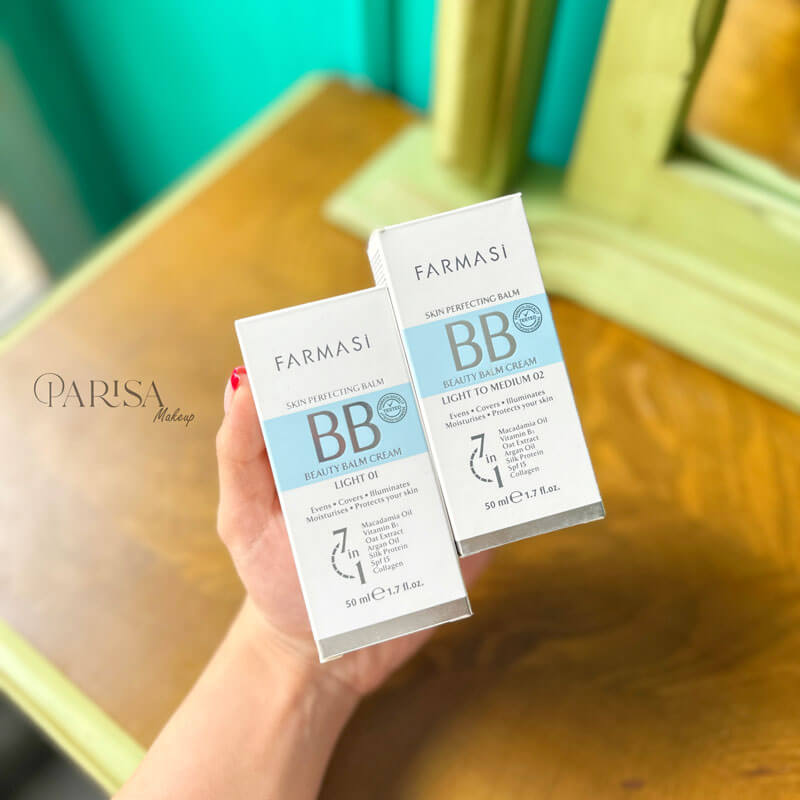 PARISA
Makeup
FARMASi
SKIN PERFECTING BALM
BB
TESTED
BEAUTY BALM CREAM
LIGHT 01
Evens • Covers • Illuminates
Moisturises • Protects your skin
7 in 1
Macadamia Oil
Vitamin B5
Oat Extract
Argan Oil
Silk Protein
Spf 15
Collagen
50 ml e 1.7 fl.oz.
FARMASi
SKIN PERFECTING BALM
BB
TESTED
BEAUTY BALM CREAM
LIGHT TO MEDIUM 02
Evens • Covers • Illuminates
Moisturises • Protects your skin
7 in 1
Macadamia Oil
Vitamin B5
Oat Extract
Argan Oil
Silk Protein
Spf 15
Collagen
50 ml e 1.7 fl.oz.